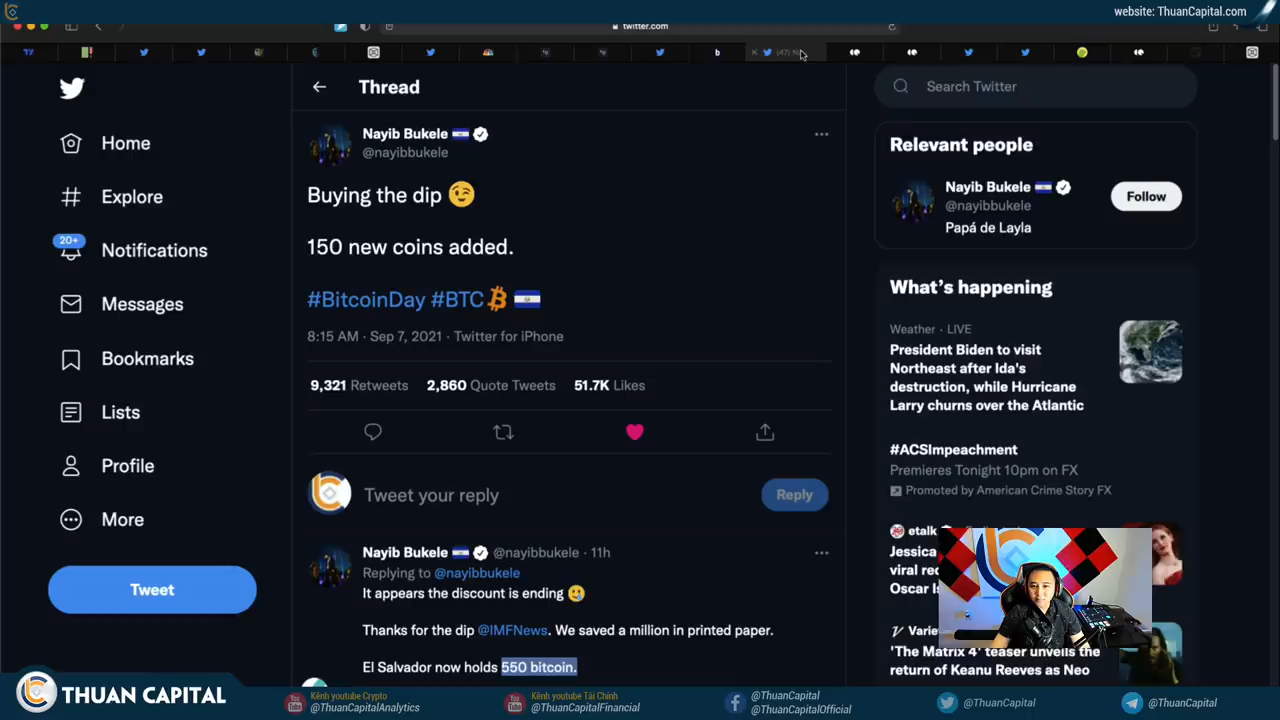 website: ThuanCapital.com
twitter.com
b
(47)
Thread
Search Twitter
Home
Explore
20+
Notifications
Messages
Bookmarks
Lists
Profile
More
Tweet
Nayib Bukele
@nayibbukele
Buying the dip 😉
150 new coins added.
#BitcoinDay #BTC
8:15 AM · Sep 7, 2021 · Twitter for iPhone
9,321 Retweets 2,860 Quote Tweets 51.7K Likes
Tweet your reply
Reply
Nayib Bukele @nayibbukele · 11h
Replying to @nayibbukele
It appears the discount is ending 🥲
Thanks for the dip @IMFNews. We saved a million in printed paper.
El Salvador now holds 550 bitcoin.
Relevant people
Nayib Bukele
@nayibbukele
Follow
Papá de Layla
What's happening
Weather · LIVE
President Biden to visit
Northeast after Ida's
destruction, while Hurricane
Larry churns over the Atlantic
#ACSImpeachment
Premieres Tonight 10pm on FX
Promoted by American Crime Story FX
etalk
Jessica
viral
Oscar
'The Matrix 4' teaser unveils the
return of Keanu Reeves as Neo
THUAN CAPITAL
Kênh youtube Crypto
@ThuanCapitalAnalytics
Kênh youtube Tài Chính
@ThuanCapitalFinancial
@ThuanCapital
@ThuanCapitalOfficial
@ThuanCapital
@ThuanCapital